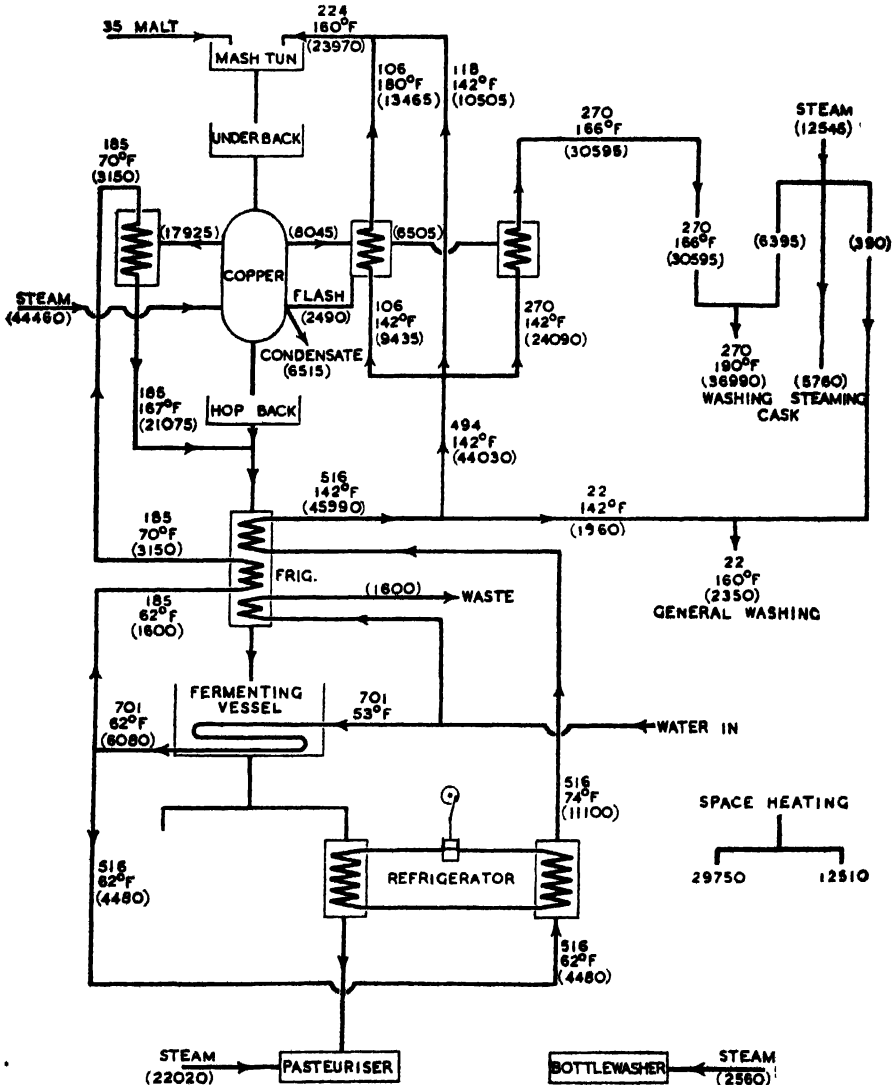 35 MALT
224
160°F
(23970)
MASH TUN
106
180°F
(13465)
118
142°F
(10505)
270
166°F
(30595)
STEAM
(12545)
UNDERBACK
185
70°F
(3150)
(17925)
(8045)
(6505)
270
166°F
(30595)
(6395)
(390)
COPPER
STEAM
(44460)
FLASH
(2490)
106
142°F
(9435)
270
142°F
(24090)
CONDENSATE
(6515)
270
190°F
(36990)
WASHING
(5760)
STEAMING
CASK
185
167°F
(21075)
HOP BACK
494
142°F
(44030)
516
142°F
(45990)
22
142°F
(1960)
185
70°F
(3150)
FRIG.
(1600)
WASTE
22
160°F
(2350)
GENERAL WASHING
185
62°F
(1600)
FERMENTING
VESSEL
701
53°F
WATER IN
701
62°F
(6080)
516
74°F
(11100)
SPACE HEATING
29750
12510
516
62°F
(4480)
REFRIGERATOR
516
62°F
(4480)
STEAM
(22020)
PASTEURISER
BOTTLEWASHER
STEAM
(2560)